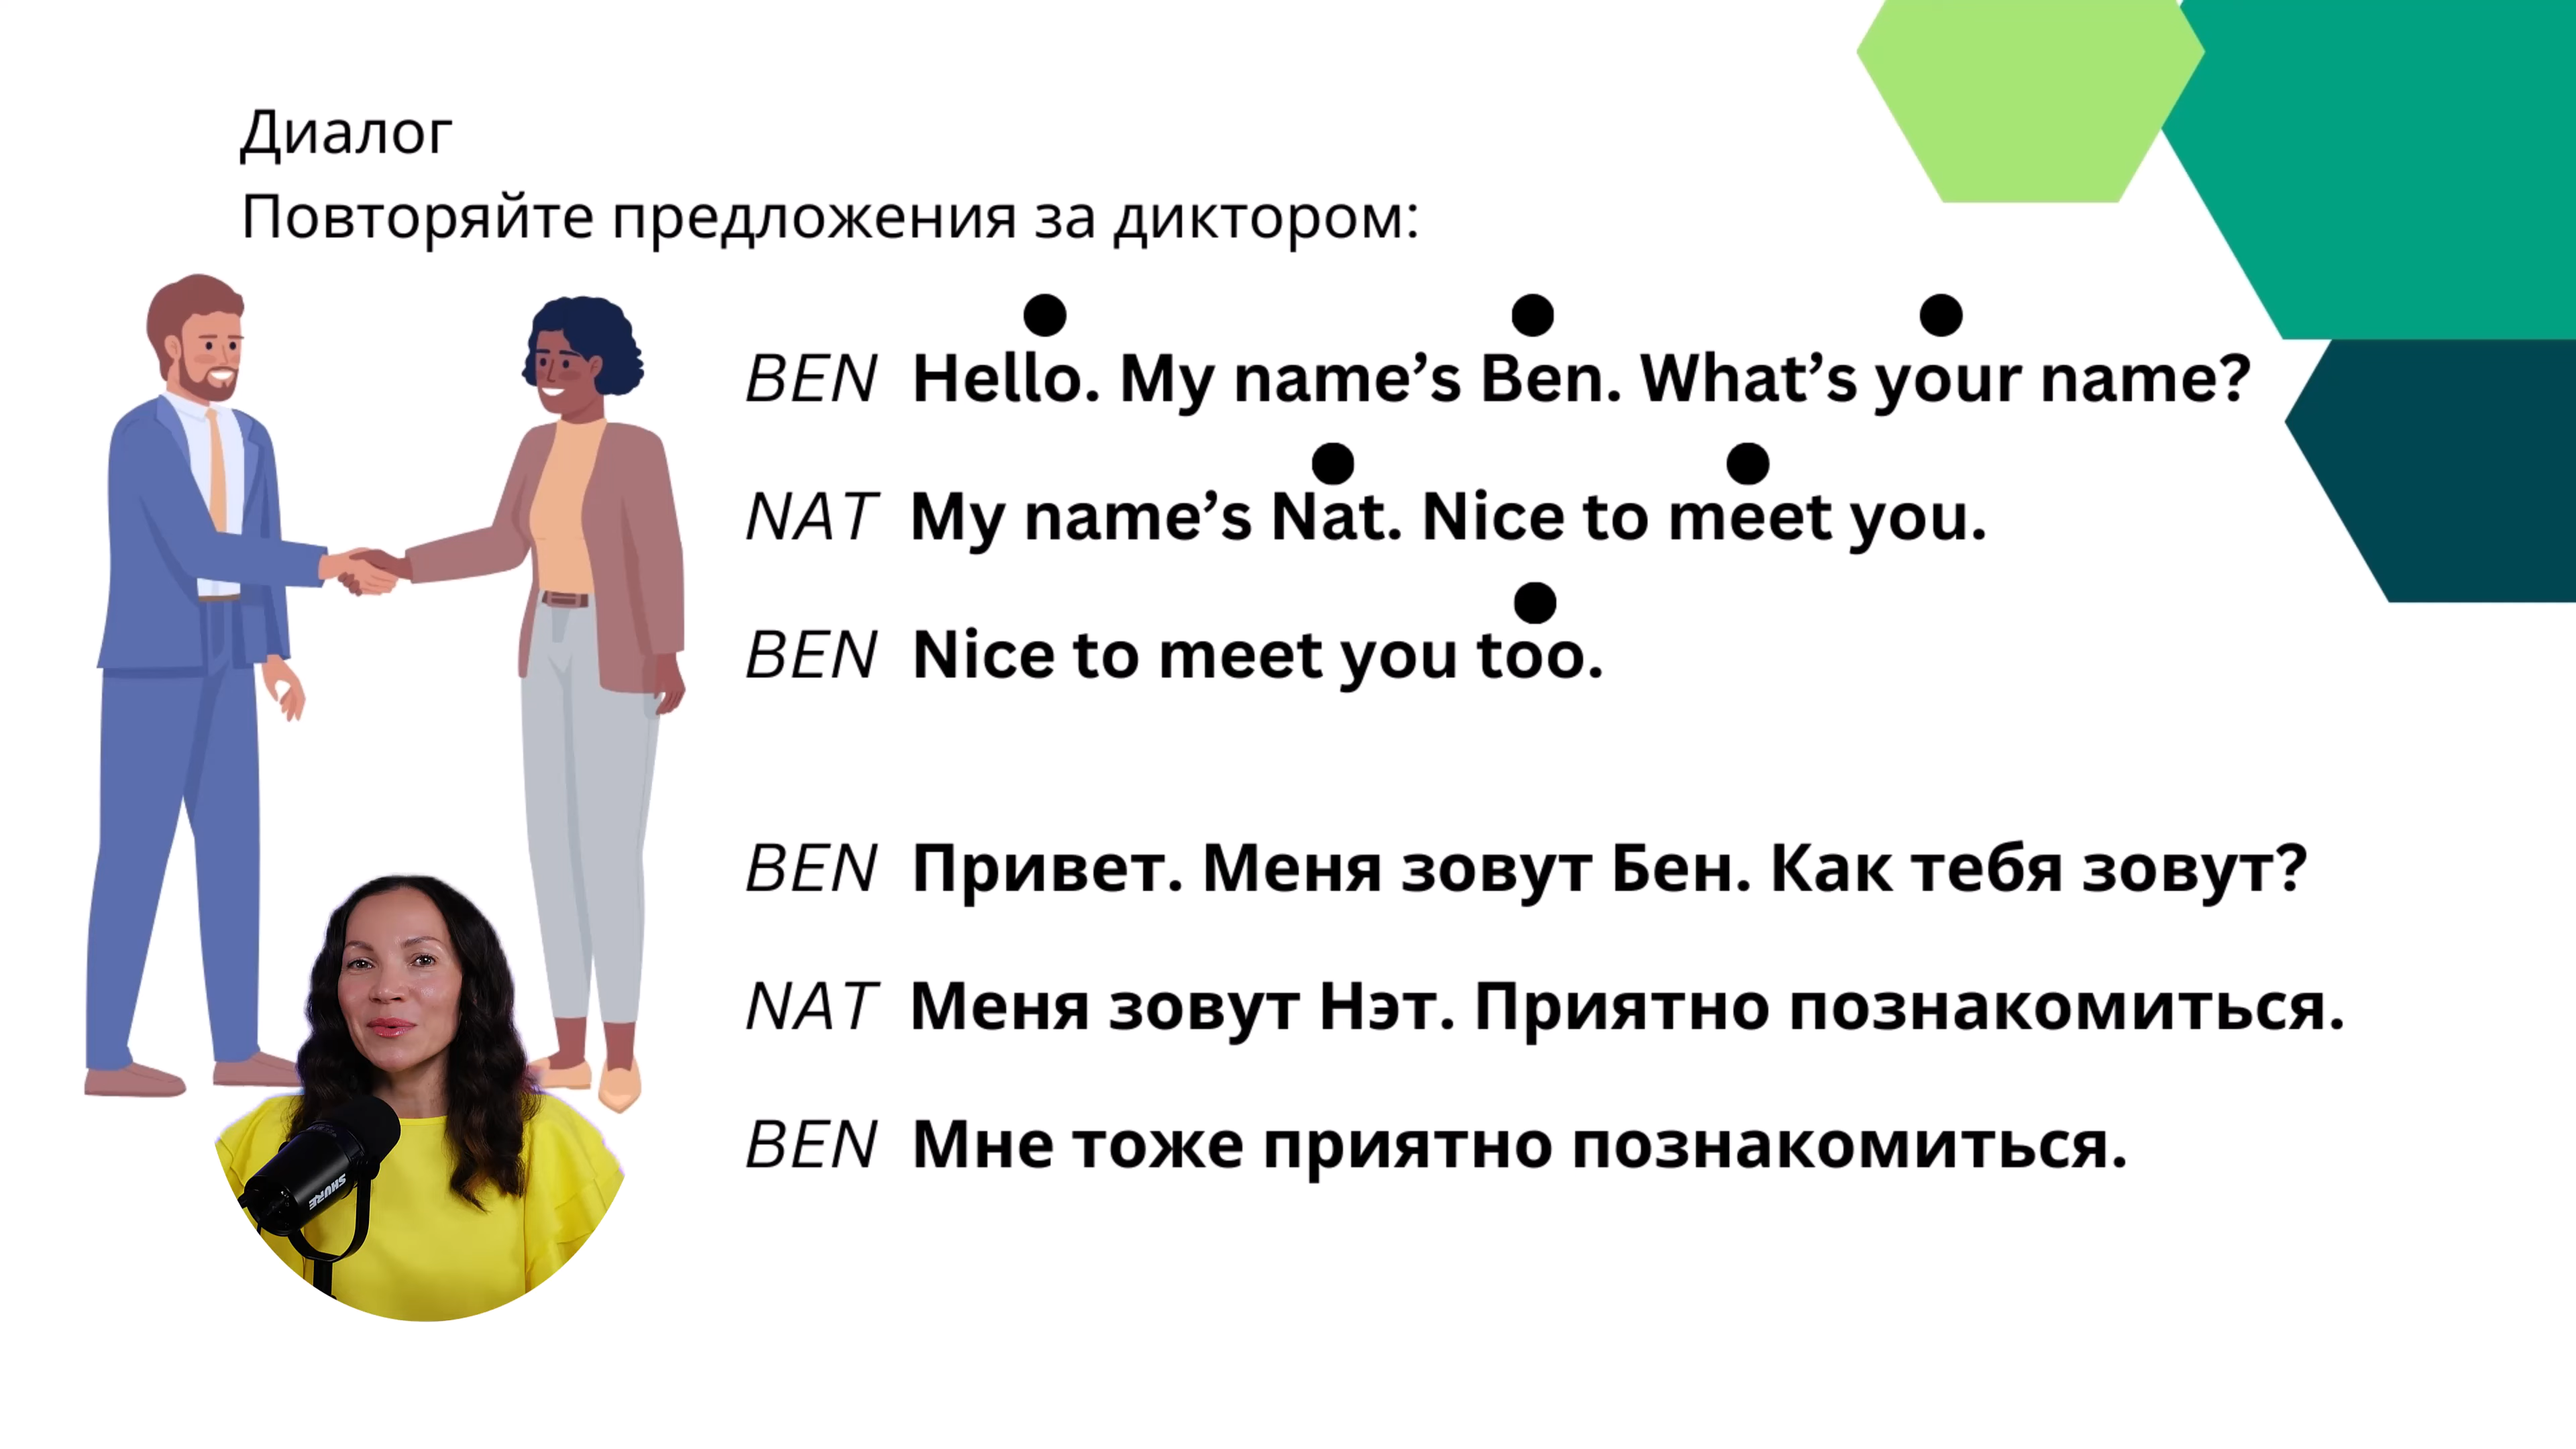 Диалог
Повторяйте предложения за диктором:
BEN Hello. My name’s Ben. What’s your name?
NAT My name’s Nat. Nice to meet you.
BEN Nice to meet you too.
BEN Привет. Меня зовут Бен. Как тебя зовут?
NAT Меня зовут Нэт. Приятно познакомиться.
BEN Мне тоже приятно познакомиться.
SHURE